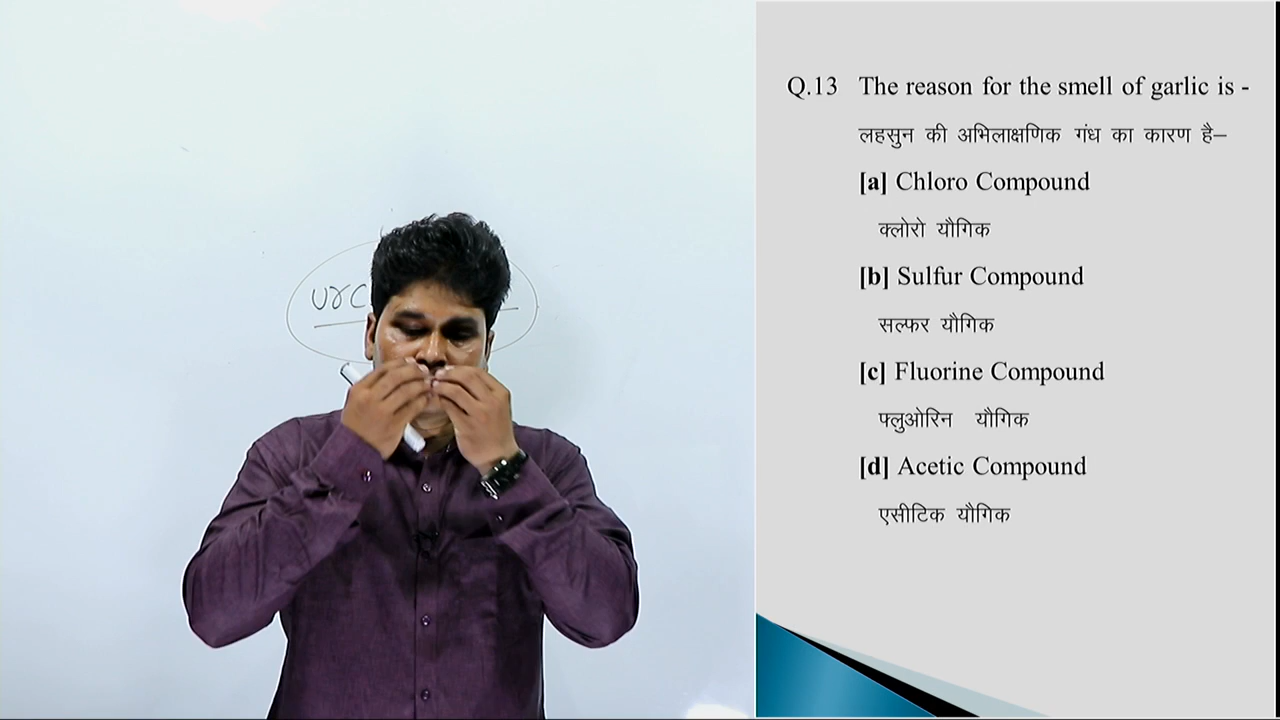 Q.13 The reason for the smell of garlic is -
लहसुन की अभिलाक्षणिक गंध का कारण है–
[a] Chloro Compound
क्लोरो यौगिक
[b] Sulfur Compound
सल्फर यौगिक
[c] Fluorine Compound
फ्लुओरिन यौगिक
[d] Acetic Compound
एसीटिक यौगिक